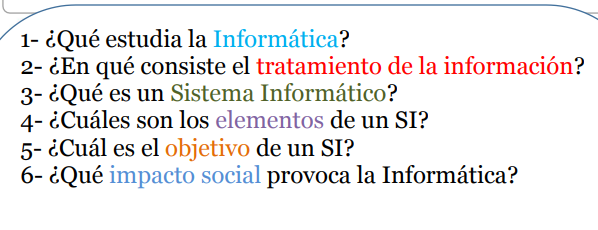 1- ¿Qué estudia la Informática?
2- ¿En qué consiste el tratamiento de la información?
3- ¿Qué es un Sistema Informático?
4- ¿Cuáles son los elementos de un SI?
5- ¿Cuál es el objetivo de un SI?
6- ¿Qué impacto social provoca la Informática?